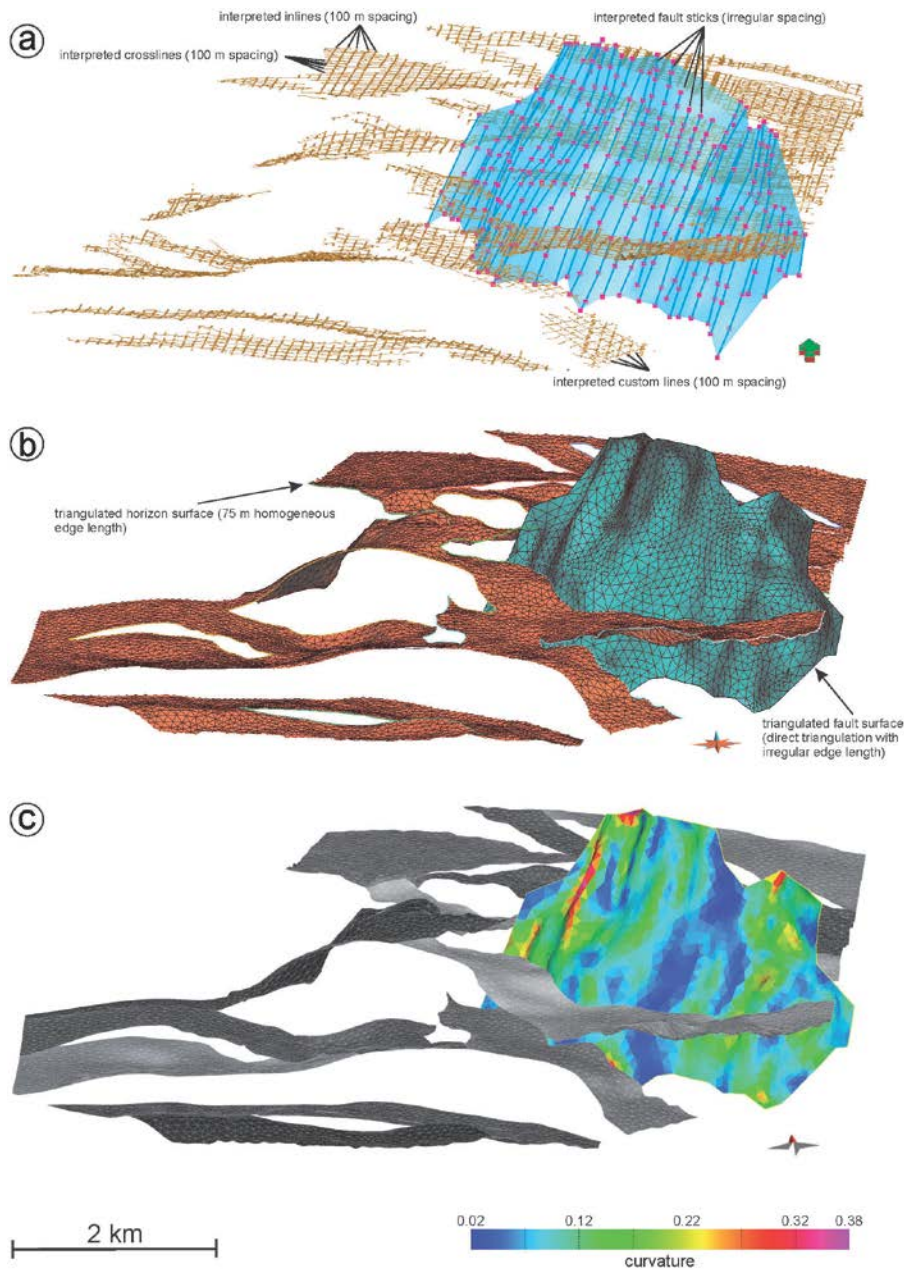 a
interpreted inlines (100 m spacing)
interpreted fault sticks (irregular spacing)
interpreted crosslines (100 m spacing)
interpreted custom lines (100 m spacing)
b
triangulated horizon surface (75 m homogeneous
edge length)
triangulated fault surface
(direct triangulation with
irregular edge length)
c
2 km
0.02 0.12 0.22 0.32 0.38
curvature